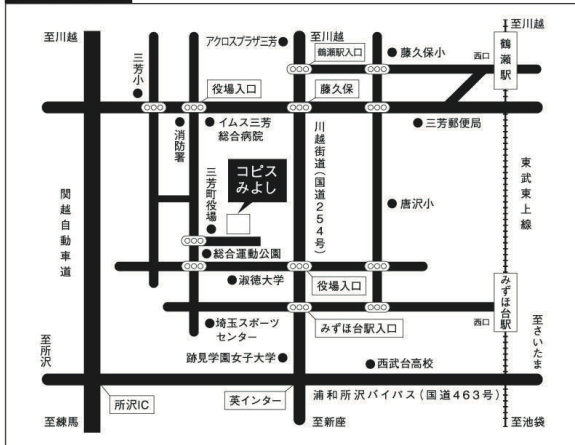 至川越
至川越
至川越
アクロスプラザ三芳
鶴瀬駅入口
藤久保小
西口
鶴瀬駅
三芳小
役場入口
藤久保
消防署
イムス三芳
総合病院
三芳郵便局
川越街道(国道254号)
コピス
みよし
三芳町役場
関越自動車道
東武東上線
唐沢小
総合運動公園
淑徳大学
役場入口
みずほ台駅
至さいたま
西口
みずほ台駅入口
埼玉スポーツ
センター
至所沢
跡見学園女子大学
西武台高校
浦和所沢バイパス(国道463号)
所沢IC
英インター
至練馬
至新座
至池袋